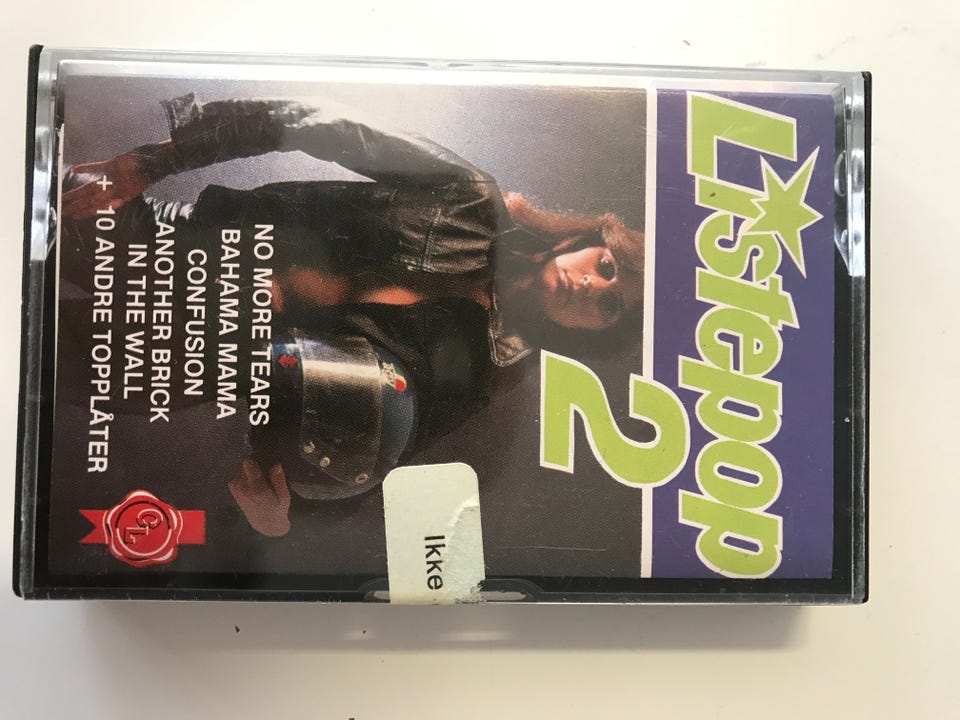 Listepop
2
NO MORE TEARS
BAHAMA MAMA
CONFUSION
ANOTHER BRICK
IN THE WALL
+ 10 ANDRE TOPPLÅTER
Ikke